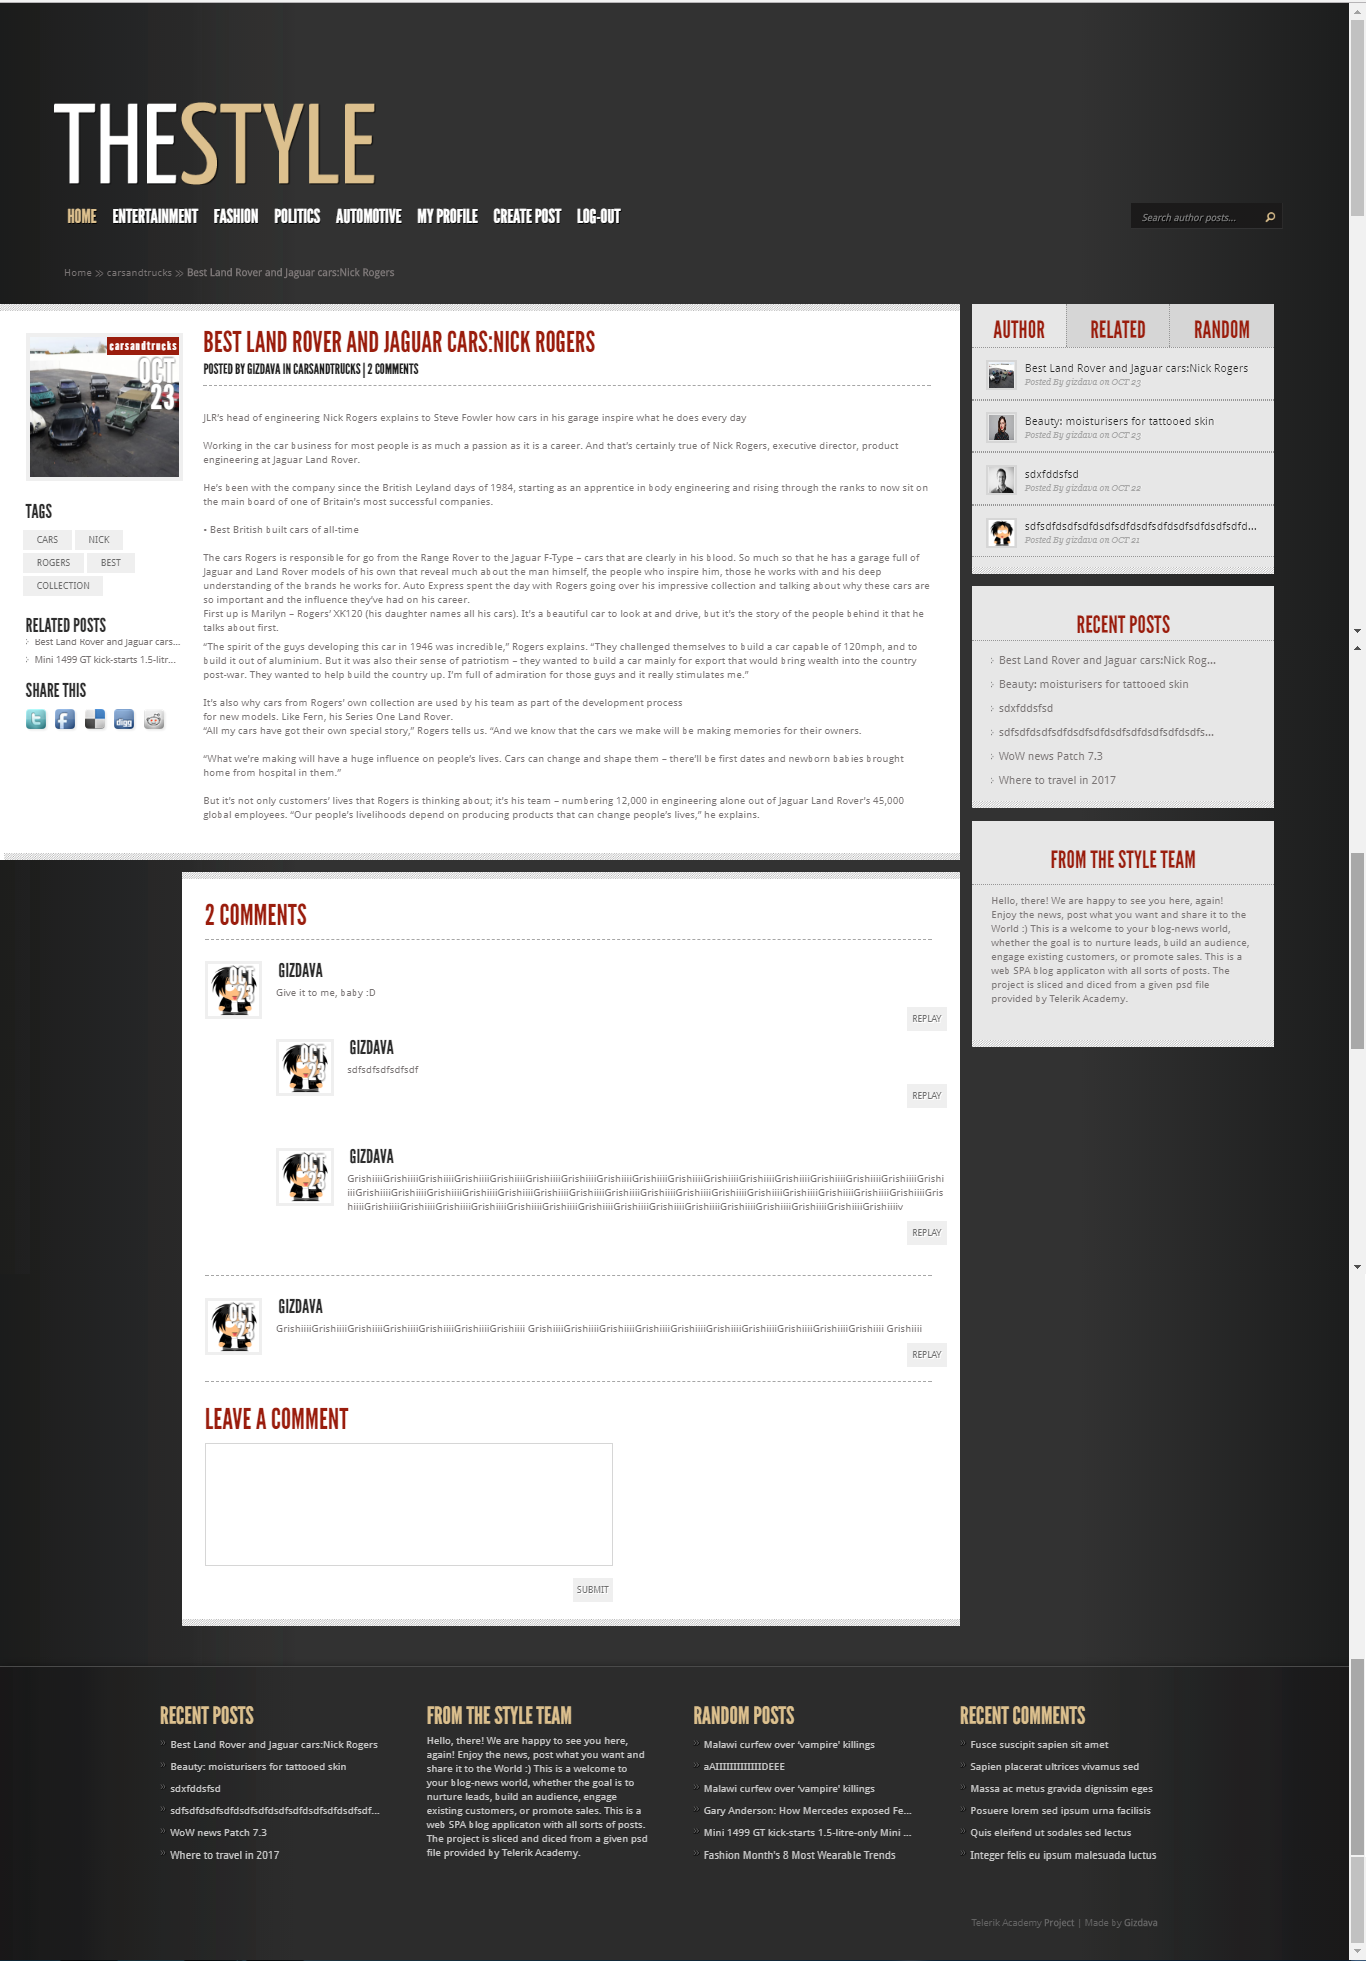 THESTYLE
HOME ENTERTAINMENT FASHION POLITICS AUTOMOTIVE MY PROFILE CREATE POST LOG-OUT
Search author posts...
Home » carsandtrucks » Best Land Rover and Jaguar cars:Nick Rogers
carsandtrucks
OCT
23
TAGS
CARS NICK
ROGERS BEST
COLLECTION
RELATED POSTS
Best Land Rover and Jaguar cars...
Mini 1499 GT kick-starts 1.5-litr...
SHARE THIS
digg
BEST LAND ROVER AND JAGUAR CARS:NICK ROGERS
POSTED BY GIZDAVA IN CARSANDTRUCKS | 2 COMMENTS
JLR's head of engineering Nick Rogers explains to Steve Fowler how cars in his garage inspire what he does every day
Working in the car business for most people is as much a passion as it is a career. And that's certainly true of Nick Rogers, executive director, product
engineering at Jaguar Land Rover.
He's been with the company since the British Leyland days of 1984, starting as an apprentice in body engineering and rising through the ranks to now sit on
the main board of one of Britain's most successful companies.
• Best British built cars of all-time
The cars Rogers is responsible for go from the Range Rover to the Jaguar F-Type – cars that are clearly in his blood. So much so that he has a garage full of
Jaguar and Land Rover models of his own that reveal much about the man himself, the people who inspire him, those he works with and his deep
understanding of the brands he works for. Auto Express spent the day with Rogers going over his impressive collection and talking about why these cars are
so important and the influence they've had on his career.
First up is Marilyn – Rogers' XK120 (his daughter names all his cars). It's a beautiful car to look at and drive, but it's the story of the people behind it that he
talks about first.
“The spirit of the guys developing this car in 1946 was incredible,” Rogers explains. “They challenged themselves to build a car capable of 120mph, and to
build it out of aluminium. But it was also their sense of patriotism – they wanted to build a car mainly for export that would bring wealth into the country
post-war. They wanted to help build the country up. I'm full of admiration for those guys and it really stimulates me.”
It's also why cars from Rogers' own collection are used by his team as part of the development process
for new models. Like Fern, his Series One Land Rover.
“All my cars have got their own special story,” Rogers tells us. “And we know that the cars we make will be making memories for their owners.
“What we're making will have a huge influence on people's lives. Cars can change and shape them – there'll be first dates and newborn babies brought
home from hospital in them.”
But it's not only customers' lives that Rogers is thinking about; it's his team – numbering 12,000 in engineering alone out of Jaguar Land Rover's 45,000
global employees. “Our people's livelihoods depend on producing products that can change people's lives,” he explains.
AUTHOR RELATED RANDOM
Best Land Rover and Jaguar cars:Nick Rogers
Posted By gizdava on OCT 23
Beauty: moisturisers for tattooed skin
Posted By gizdava on OCT 23
sdxfddsfsd
Posted By gizdava on OCT 22
Posted By gizdava on OCT 21
RECENT POSTS
Best Land Rover and Jaguar cars:Nick Rog...
Beauty: moisturisers for tattooed skin
sdxfddsfsd
WoW news Patch 7.3
Where to travel in 2017
FROM THE STYLE TEAM
Hello, there! We are happy to see you here, again!
Enjoy the news, post what you want and share it to the
World :) This is a welcome to your blog-news world,
whether the goal is to nurture leads, build an audience,
engage existing customers, or promote sales. This is a
web SPA blog applicaton with all sorts of posts. The
project is sliced and diced from a given psd file
provided by Telerik Academy.
2 COMMENTS
OCT
23
GIZDAVA
Give it to me, baby :D
REPLAY
OCT
23
GIZDAVA
sdfsdfsdfsdfsdf
REPLAY
OCT
23
GIZDAVA
REPLAY
OCT
23
GIZDAVA
REPLAY
LEAVE A COMMENT
SUBMIT
RECENT POSTS
Best Land Rover and Jaguar cars:Nick Rogers
Beauty: moisturisers for tattooed skin
sdxfddsfsd
WoW news Patch 7.3
Where to travel in 2017
FROM THE STYLE TEAM
Hello, there! We are happy to see you here,
again! Enjoy the news, post what you want and
share it to the World :) This is a welcome to
your blog-news world, whether the goal is to
nurture leads, build an audience, engage
existing customers, or promote sales. This is a
web SPA blog applicaton with all sorts of posts.
The project is sliced and diced from a given psd
file provided by Telerik Academy.
RANDOM POSTS
Malawi curfew over ‘vampire’ killings
Malawi curfew over ‘vampire’ killings
Gary Anderson: How Mercedes exposed Fe...
Mini 1499 GT kick-starts 1.5-litre-only Mini ...
Fashion Month's 8 Most Wearable Trends
RECENT COMMENTS
Fusce suscipit sapien sit amet
Sapien placerat ultrices vivamus sed
Massa ac metus gravida dignissim eges
Posuere lorem sed ipsum urna facilisis
Quis eleifend ut sodales sed lectus
Integer felis eu ipsum malesuada luctus
Telerik Academy Project | Made by Gizdava